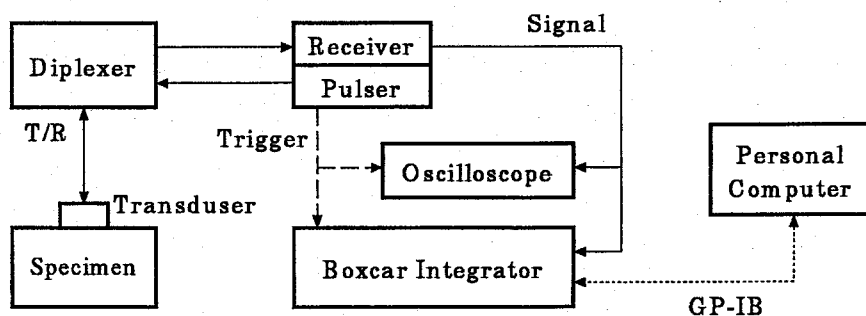 Diplexer
Receiver
Pulser
Signal
T/R
Trigger
Oscilloscope
Personal
Computer
Transduser
Specimen
Boxcar Integrator
GP-IB